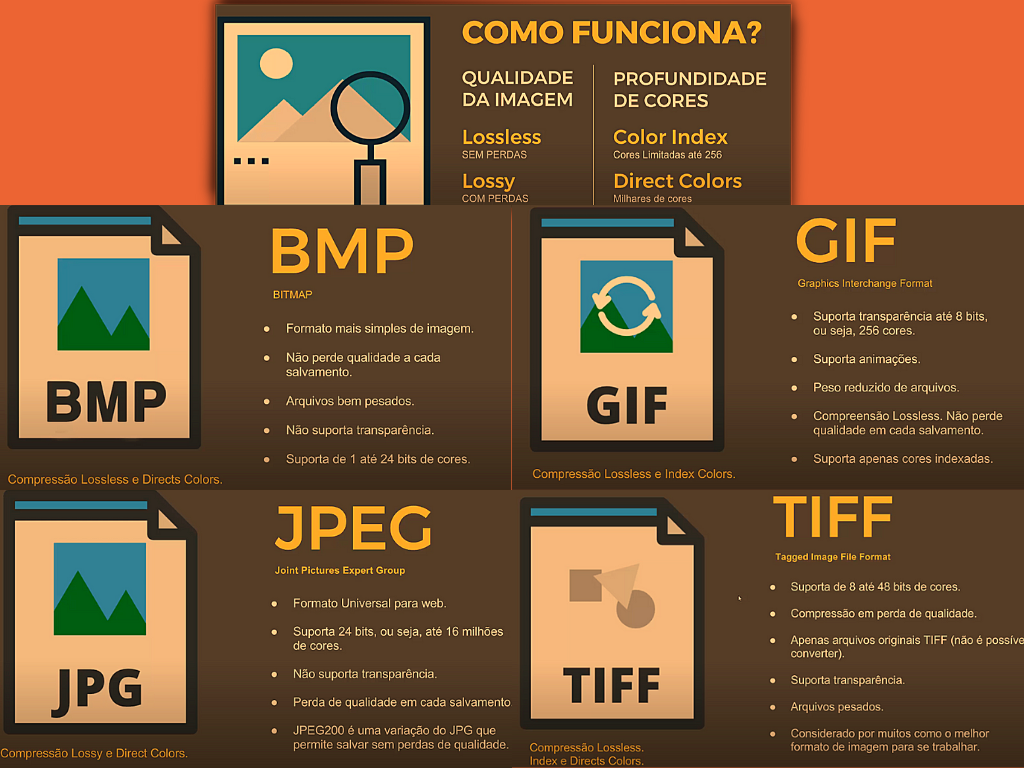 COMO FUNCIONA?
QUALIDADE
DA IMAGEM
Lossless
SEM PERDAS
Lossy
COM PERDAS
PROFUNDIDADE
DE CORES
Color Index
Cores Limitadas até 256
Direct Colors
Milhares de cores
BMP
Compressão Lossless e Directs Colors.
BMP
BITMAP
● Formato mais simples de imagem.
● Não perde qualidade a cada
salvamento.
● Arquivos bem pesados.
● Não suporta transparência.
● Suporta de 1 até 24 bits de cores.
GIF
Compressão Lossless e Index Colors.
GIF
Graphics Interchange Format
● Suporta transparência até 8 bits,
ou seja, 256 cores.
● Suporta animações.
● Peso reduzido de arquivos.
● Compreensão Lossless. Não perde
qualidade em cada salvamento.
● Suporta apenas cores indexadas.
JPG
Compressão Lossy e Direct Colors.
JPEG
Joint Pictures Expert Group
● Formato Universal para web.
● Suporta 24 bits, ou seja, até 16 milhões
de cores.
● Não suporta transparência.
● Perda de qualidade em cada salvamento
● JPEG200 é uma variação do JPG que
permite salvar sem perdas de qualidade.
TIFF
Compressão Lossless.
Index e Directs Colors.
TIFF
Tagged Image File Format
● Suporta de 8 até 48 bits de cores.
● Compressão em perda de qualidade.
● Apenas arquivos originais TIFF (não é possíve
converter).
● Suporta transparência.
● Arquivos pesados.
● Considerado por muitos como o melhor
formato de imagem para se trabalhar.